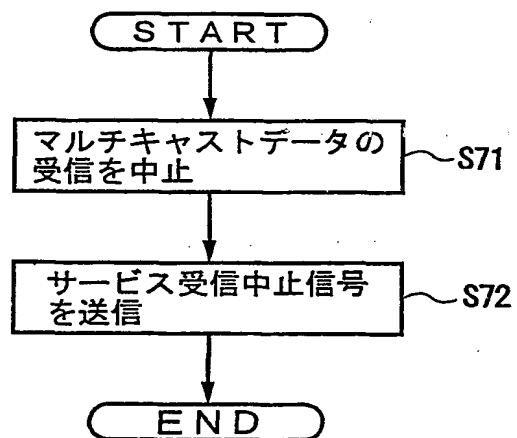 START
マルチキャストデータの
受信を中止
S71
サービス受信中止信号
を送信
S72
END